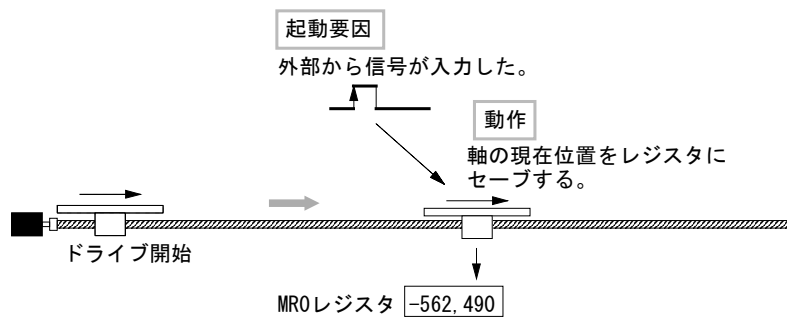 起動要因
外部から信号が入力した。
動作
軸の現在位置をレジスタに
セーブする。
ドライブ開始
MR0レジスタ -562,490